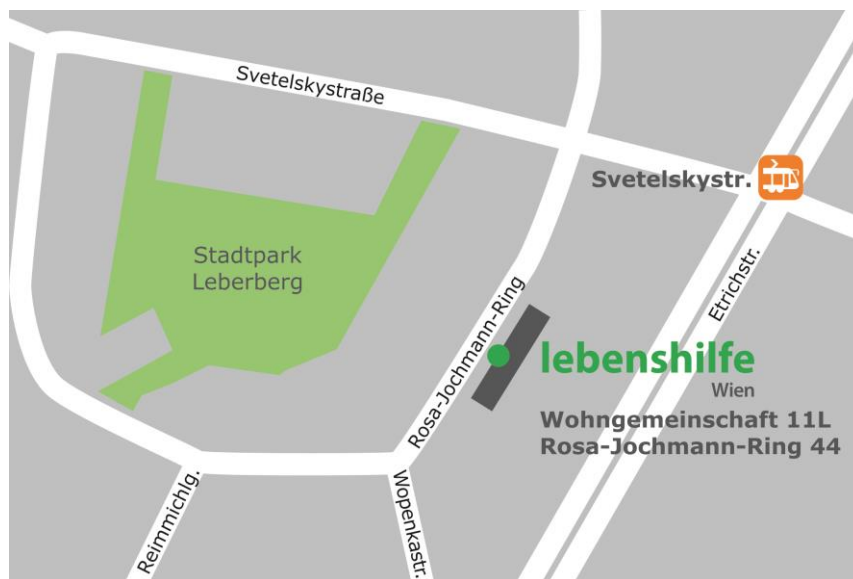 Svetelskystraße
Svetelskystr.
Stadtpark
Leberberg
Etrichstr.
Rosa-Jochmann-Ring
lebenshilfe
Wien
Wohngemeinschaft 11L
Rosa-Jochmann-Ring 44
Reimmichlg.
Wopenkastr.